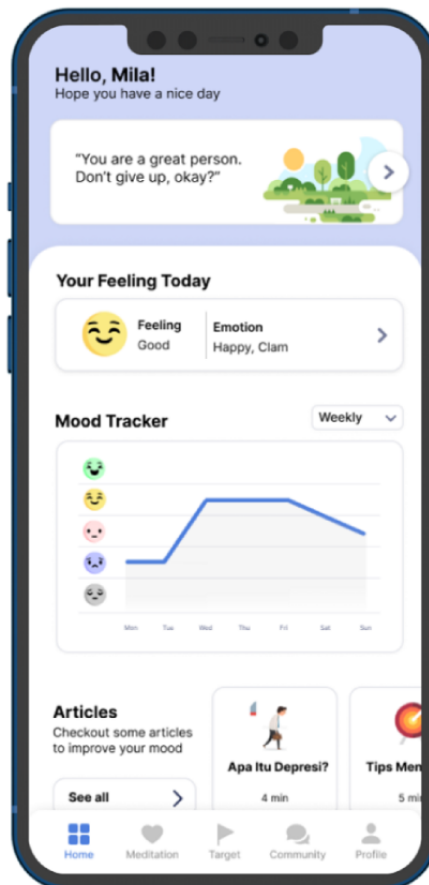 Hello, Mila!
Hope you have a nice day
"You are a great person.
Don't give up, okay?"
Your Feeling Today
Feeling
Good
Emotion
Happy, Clam
Mood Tracker
Weekly
Mon Tue Wed Thu Fri Sat Sun
Articles
Checkout some articles
to improve your mood
See all
Apa Itu Depresi?
4 min
Tips Men
5 mi
Home Meditation Target Community Profile